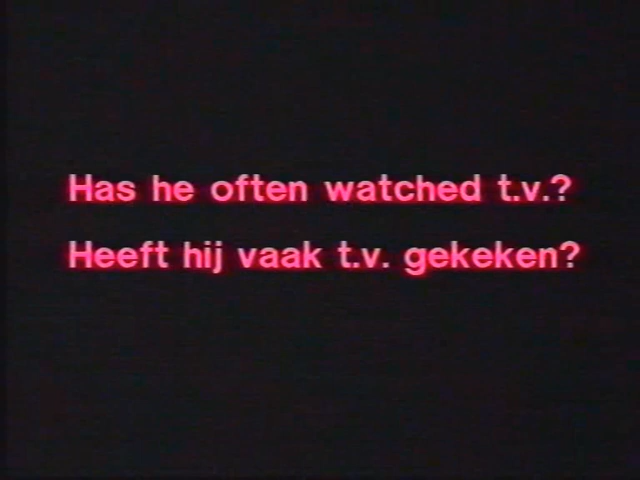 Has he often watched t.v.?
Heeft hij vaak t.v. gekeken?